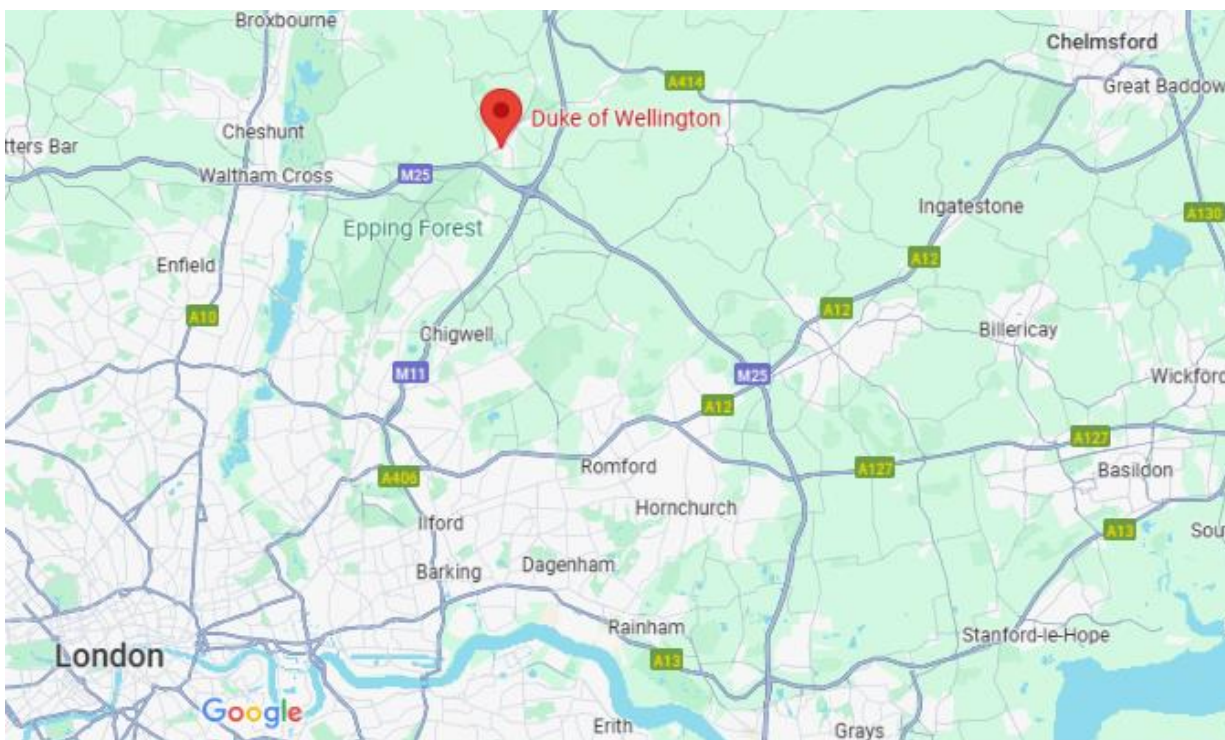 Broxbourne
Chelmsford
A414
Great Baddow
Duke of Wellington
Cheshunt
tters Bar
M25
Waltham Cross
Ingatestone
A130
Epping Forest
A12
Enfield
A10
A12
Chigwell
Billericay
M11
M25
Wickford
A12
A127
Romford
A127
Basildon
A406
Hornchurch
Ilford
A13
Sou
Dagenham
Barking
Rainham
Stanford-le-Hope
London
A13
Google
Erith
Grays